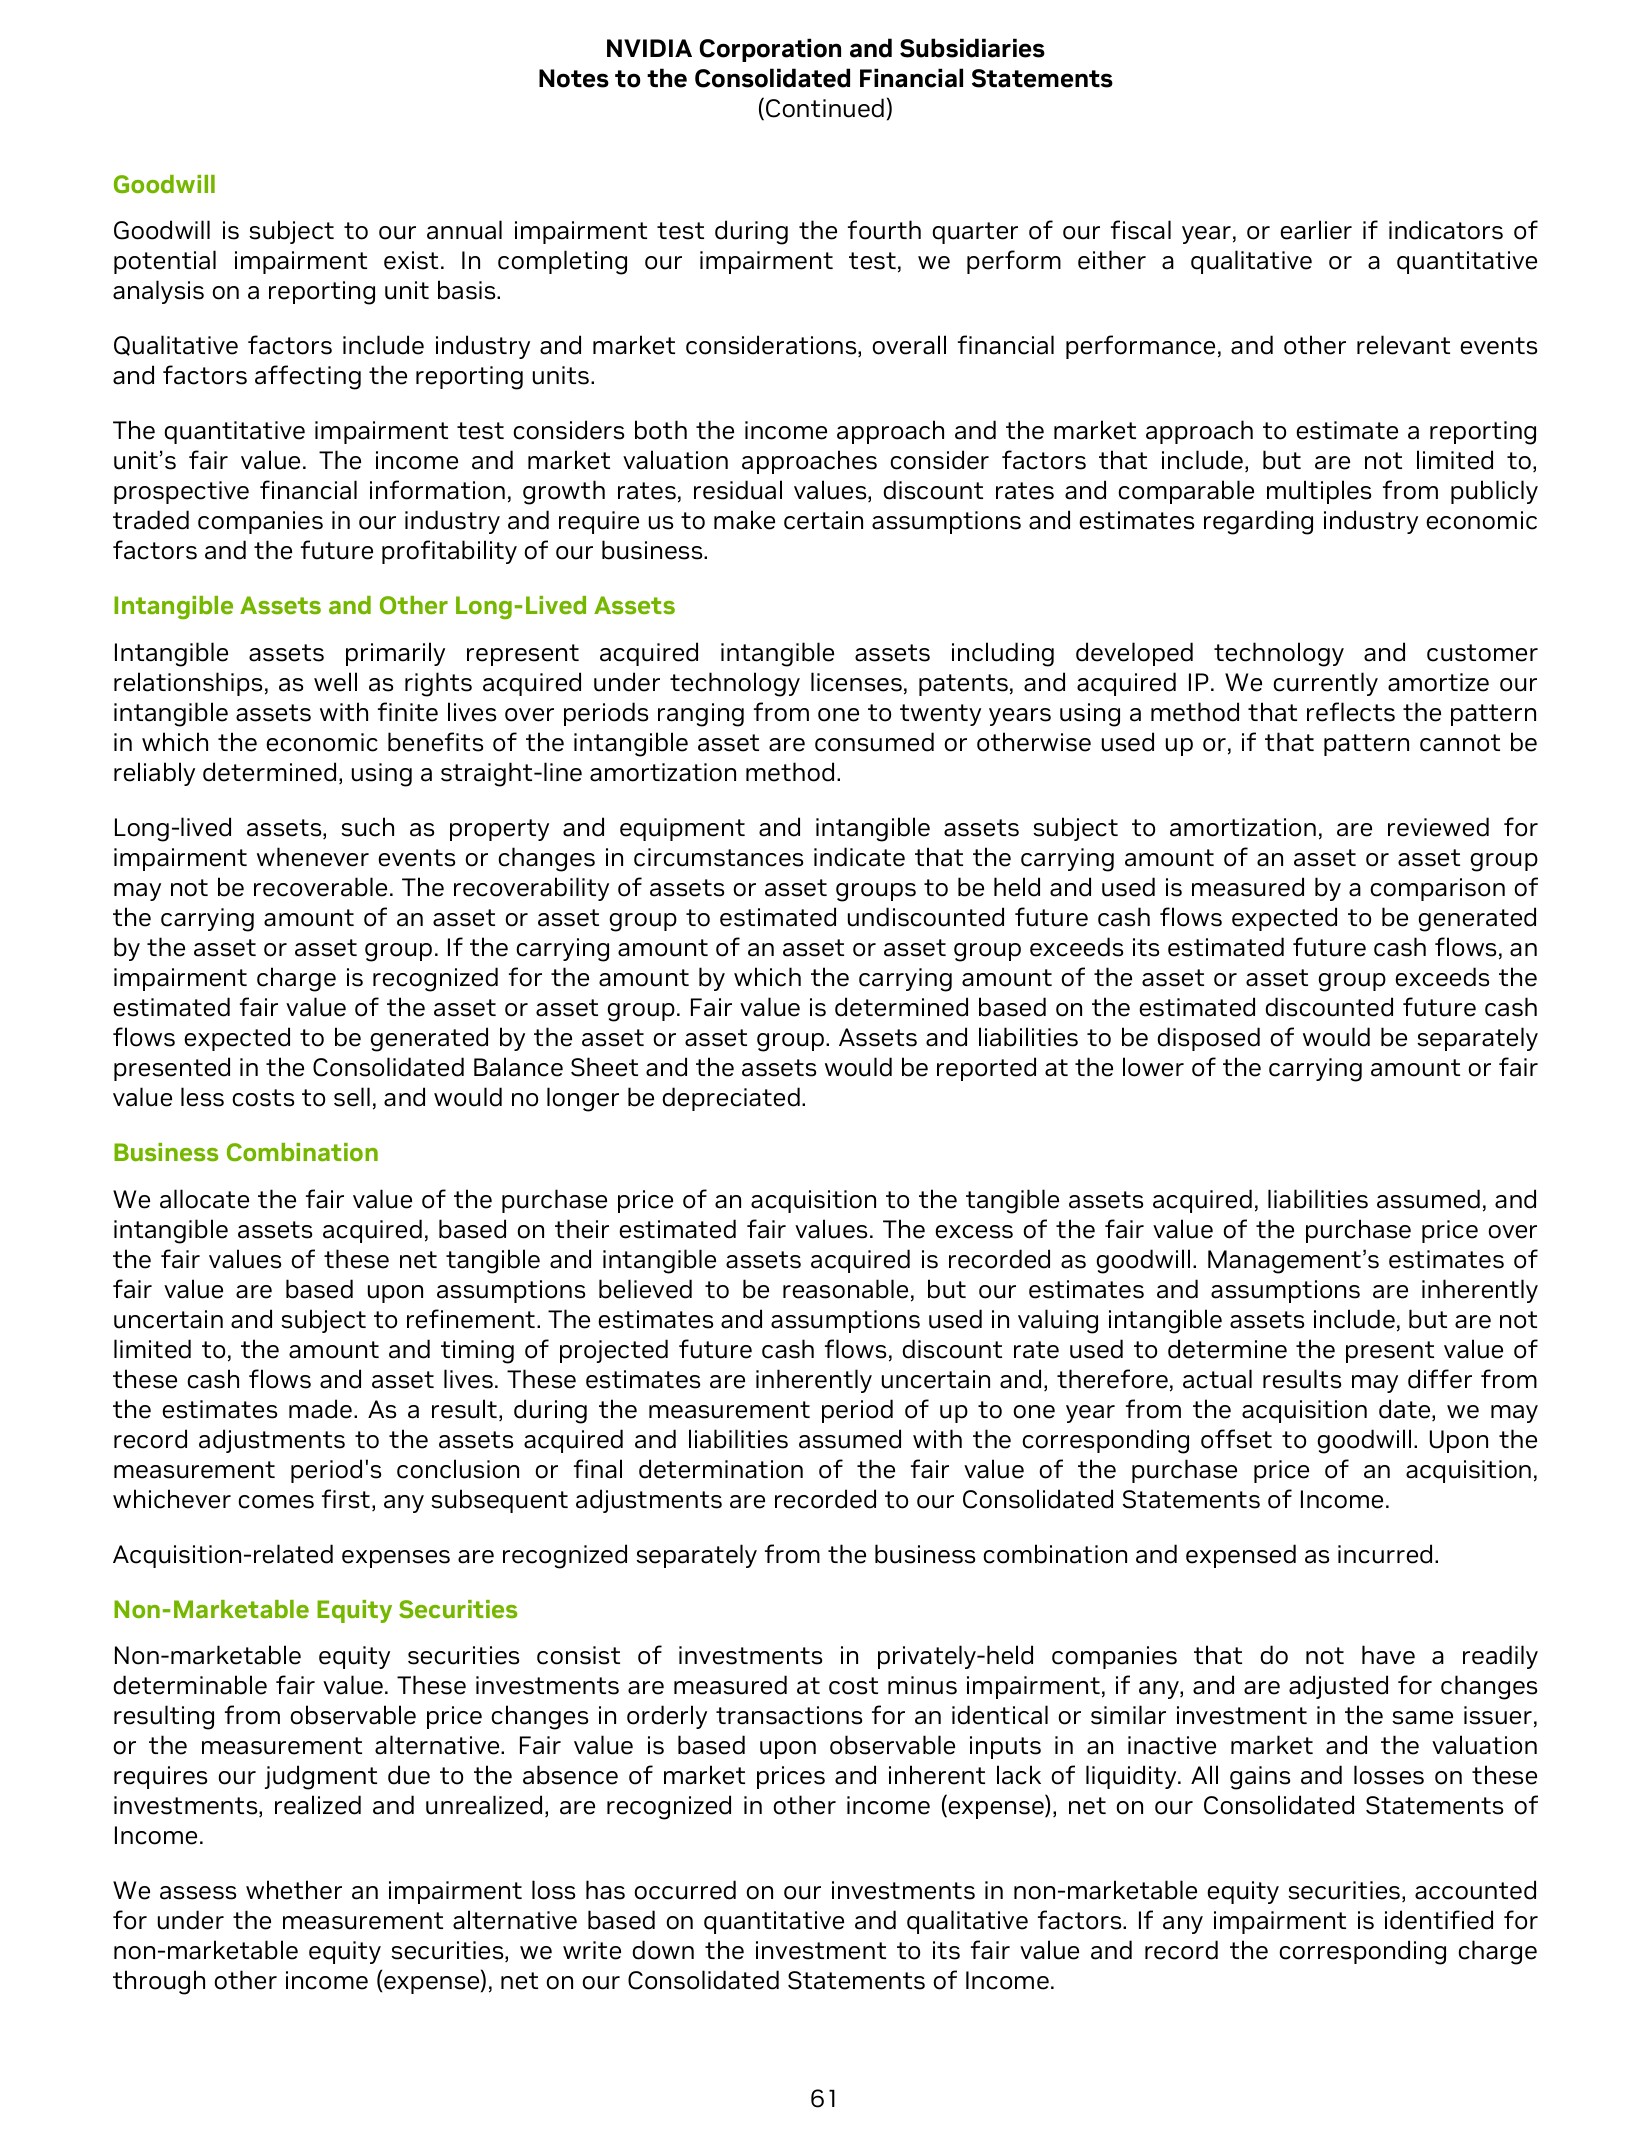 NVIDIA Corporation and Subsidiaries
Notes to the Consolidated Financial Statements
(Continued)
Goodwill
Goodwill is subject to our annual impairment test during the fourth quarter of our fiscal year, or earlier if indicators of
potential impairment exist. In completing our impairment test, we perform either a qualitative or a quantitative
analysis on a reporting unit basis.
Qualitative factors include industry and market considerations, overall financial performance, and other relevant events
and factors affecting the reporting units.
The quantitative impairment test considers both the income approach and the market approach to estimate a reporting
unit’s fair value. The income and market valuation approaches consider factors that include, but are not limited to,
prospective financial information, growth rates, residual values, discount rates and comparable multiples from publicly
traded companies in our industry and require us to make certain assumptions and estimates regarding industry economic
factors and the future profitability of our business.
Intangible Assets and Other Long-Lived Assets
Intangible assets primarily represent acquired intangible assets including developed technology and customer
relationships, as well as rights acquired under technology licenses, patents, and acquired IP. We currently amortize our
intangible assets with finite lives over periods ranging from one to twenty years using a method that reflects the pattern
in which the economic benefits of the intangible asset are consumed or otherwise used up or, if that pattern cannot be
reliably determined, using a straight-line amortization method.
Long-lived assets, such as property and equipment and intangible assets subject to amortization, are reviewed for
impairment whenever events or changes in circumstances indicate that the carrying amount of an asset or asset group
may not be recoverable. The recoverability of assets or asset groups to be held and used is measured by a comparison of
the carrying amount of an asset or asset group to estimated undiscounted future cash flows expected to be generated
by the asset or asset group. If the carrying amount of an asset or asset group exceeds its estimated future cash flows, an
impairment charge is recognized for the amount by which the carrying amount of the asset or asset group exceeds the
estimated fair value of the asset or asset group. Fair value is determined based on the estimated discounted future cash
flows expected to be generated by the asset or asset group. Assets and liabilities to be disposed of would be separately
presented in the Consolidated Balance Sheet and the assets would be reported at the lower of the carrying amount or fair
value less costs to sell, and would no longer be depreciated.
Business Combination
We allocate the fair value of the purchase price of an acquisition to the tangible assets acquired, liabilities assumed, and
intangible assets acquired, based on their estimated fair values. The excess of the fair value of the purchase price over
the fair values of these net tangible and intangible assets acquired is recorded as goodwill. Management’s estimates of
fair value are based upon assumptions believed to be reasonable, but our estimates and assumptions are inherently
uncertain and subject to refinement. The estimates and assumptions used in valuing intangible assets include, but are not
limited to, the amount and timing of projected future cash flows, discount rate used to determine the present value of
these cash flows and asset lives. These estimates are inherently uncertain and, therefore, actual results may differ from
the estimates made. As a result, during the measurement period of up to one year from the acquisition date, we may
record adjustments to the assets acquired and liabilities assumed with the corresponding offset to goodwill. Upon the
measurement period's conclusion or final determination of the fair value of the purchase price of an acquisition,
whichever comes first, any subsequent adjustments are recorded to our Consolidated Statements of Income.
Acquisition-related expenses are recognized separately from the business combination and expensed as incurred.
Non-Marketable Equity Securities
Non-marketable equity securities consist of investments in privately-held companies that do not have a readily
determinable fair value. These investments are measured at cost minus impairment, if any, and are adjusted for changes
resulting from observable price changes in orderly transactions for an identical or similar investment in the same issuer,
or the measurement alternative. Fair value is based upon observable inputs in an inactive market and the valuation
requires our judgment due to the absence of market prices and inherent lack of liquidity. All gains and losses on these
investments, realized and unrealized, are recognized in other income (expense), net on our Consolidated Statements of
Income.
We assess whether an impairment loss has occurred on our investments in non-marketable equity securities, accounted
for under the measurement alternative based on quantitative and qualitative factors. If any impairment is identified for
non-marketable equity securities, we write down the investment to its fair value and record the corresponding charge
through other income (expense), net on our Consolidated Statements of Income.
61